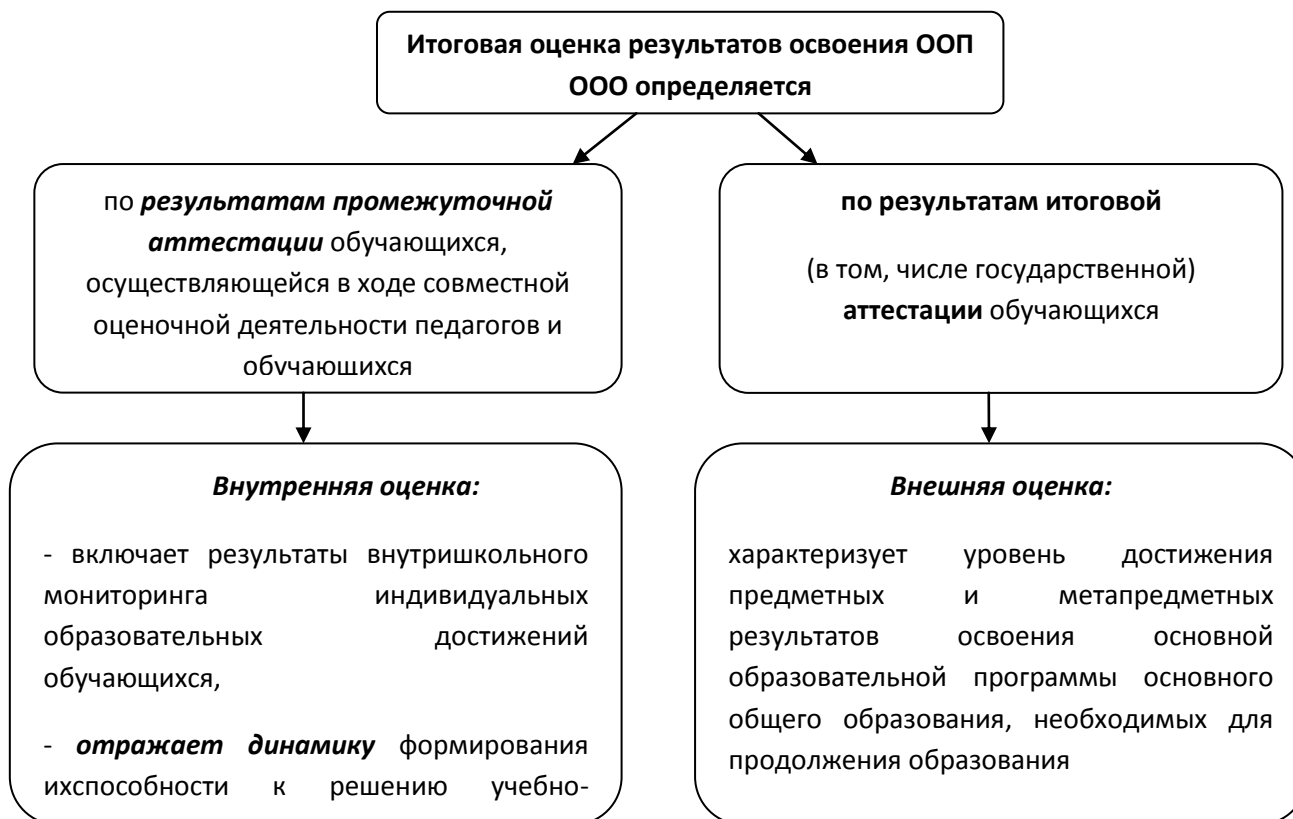 Итоговая оценка результатов освоения ООП
ООО определяется
по результатам промежуточной
аттестации обучающихся,
осуществляющейся в ходе совместной
оценочной деятельности педагогов и
обучающихся
по результатам итоговой
(в том, числе государственной)
аттестации обучающихся
Внутренняя оценка:
- включает результаты внутришкольного
мониторинга индивидуальных
образовательных достижений
обучающихся,
- отражает динамику формирования
ихспособности к решению учебно-
Внешняя оценка:
характеризует уровень достижения
предметных и метапредметных
результатов освоения основной
образовательной программы основного
общего образования, необходимых для
продолжения образования